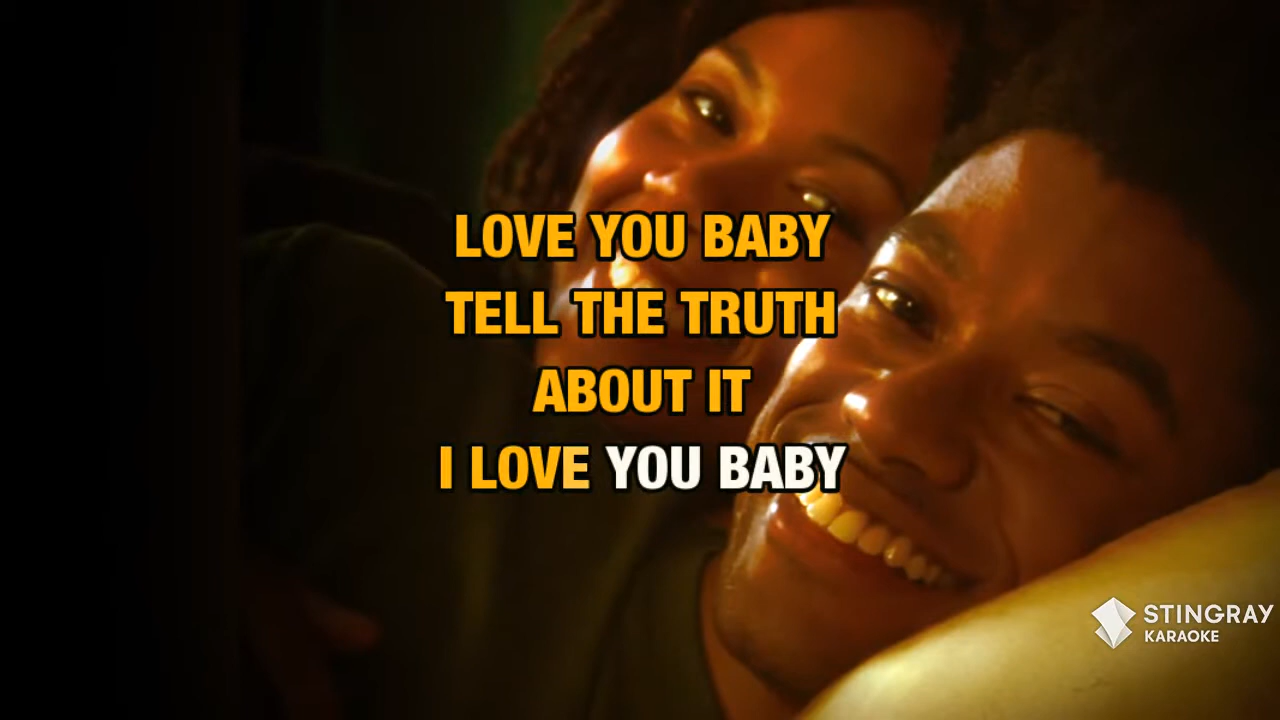 LOVE YOU BABY
TELL THE TRUTH
ABOUT IT
I LOVE YOU BABY
STINGRAY
KARAOKE